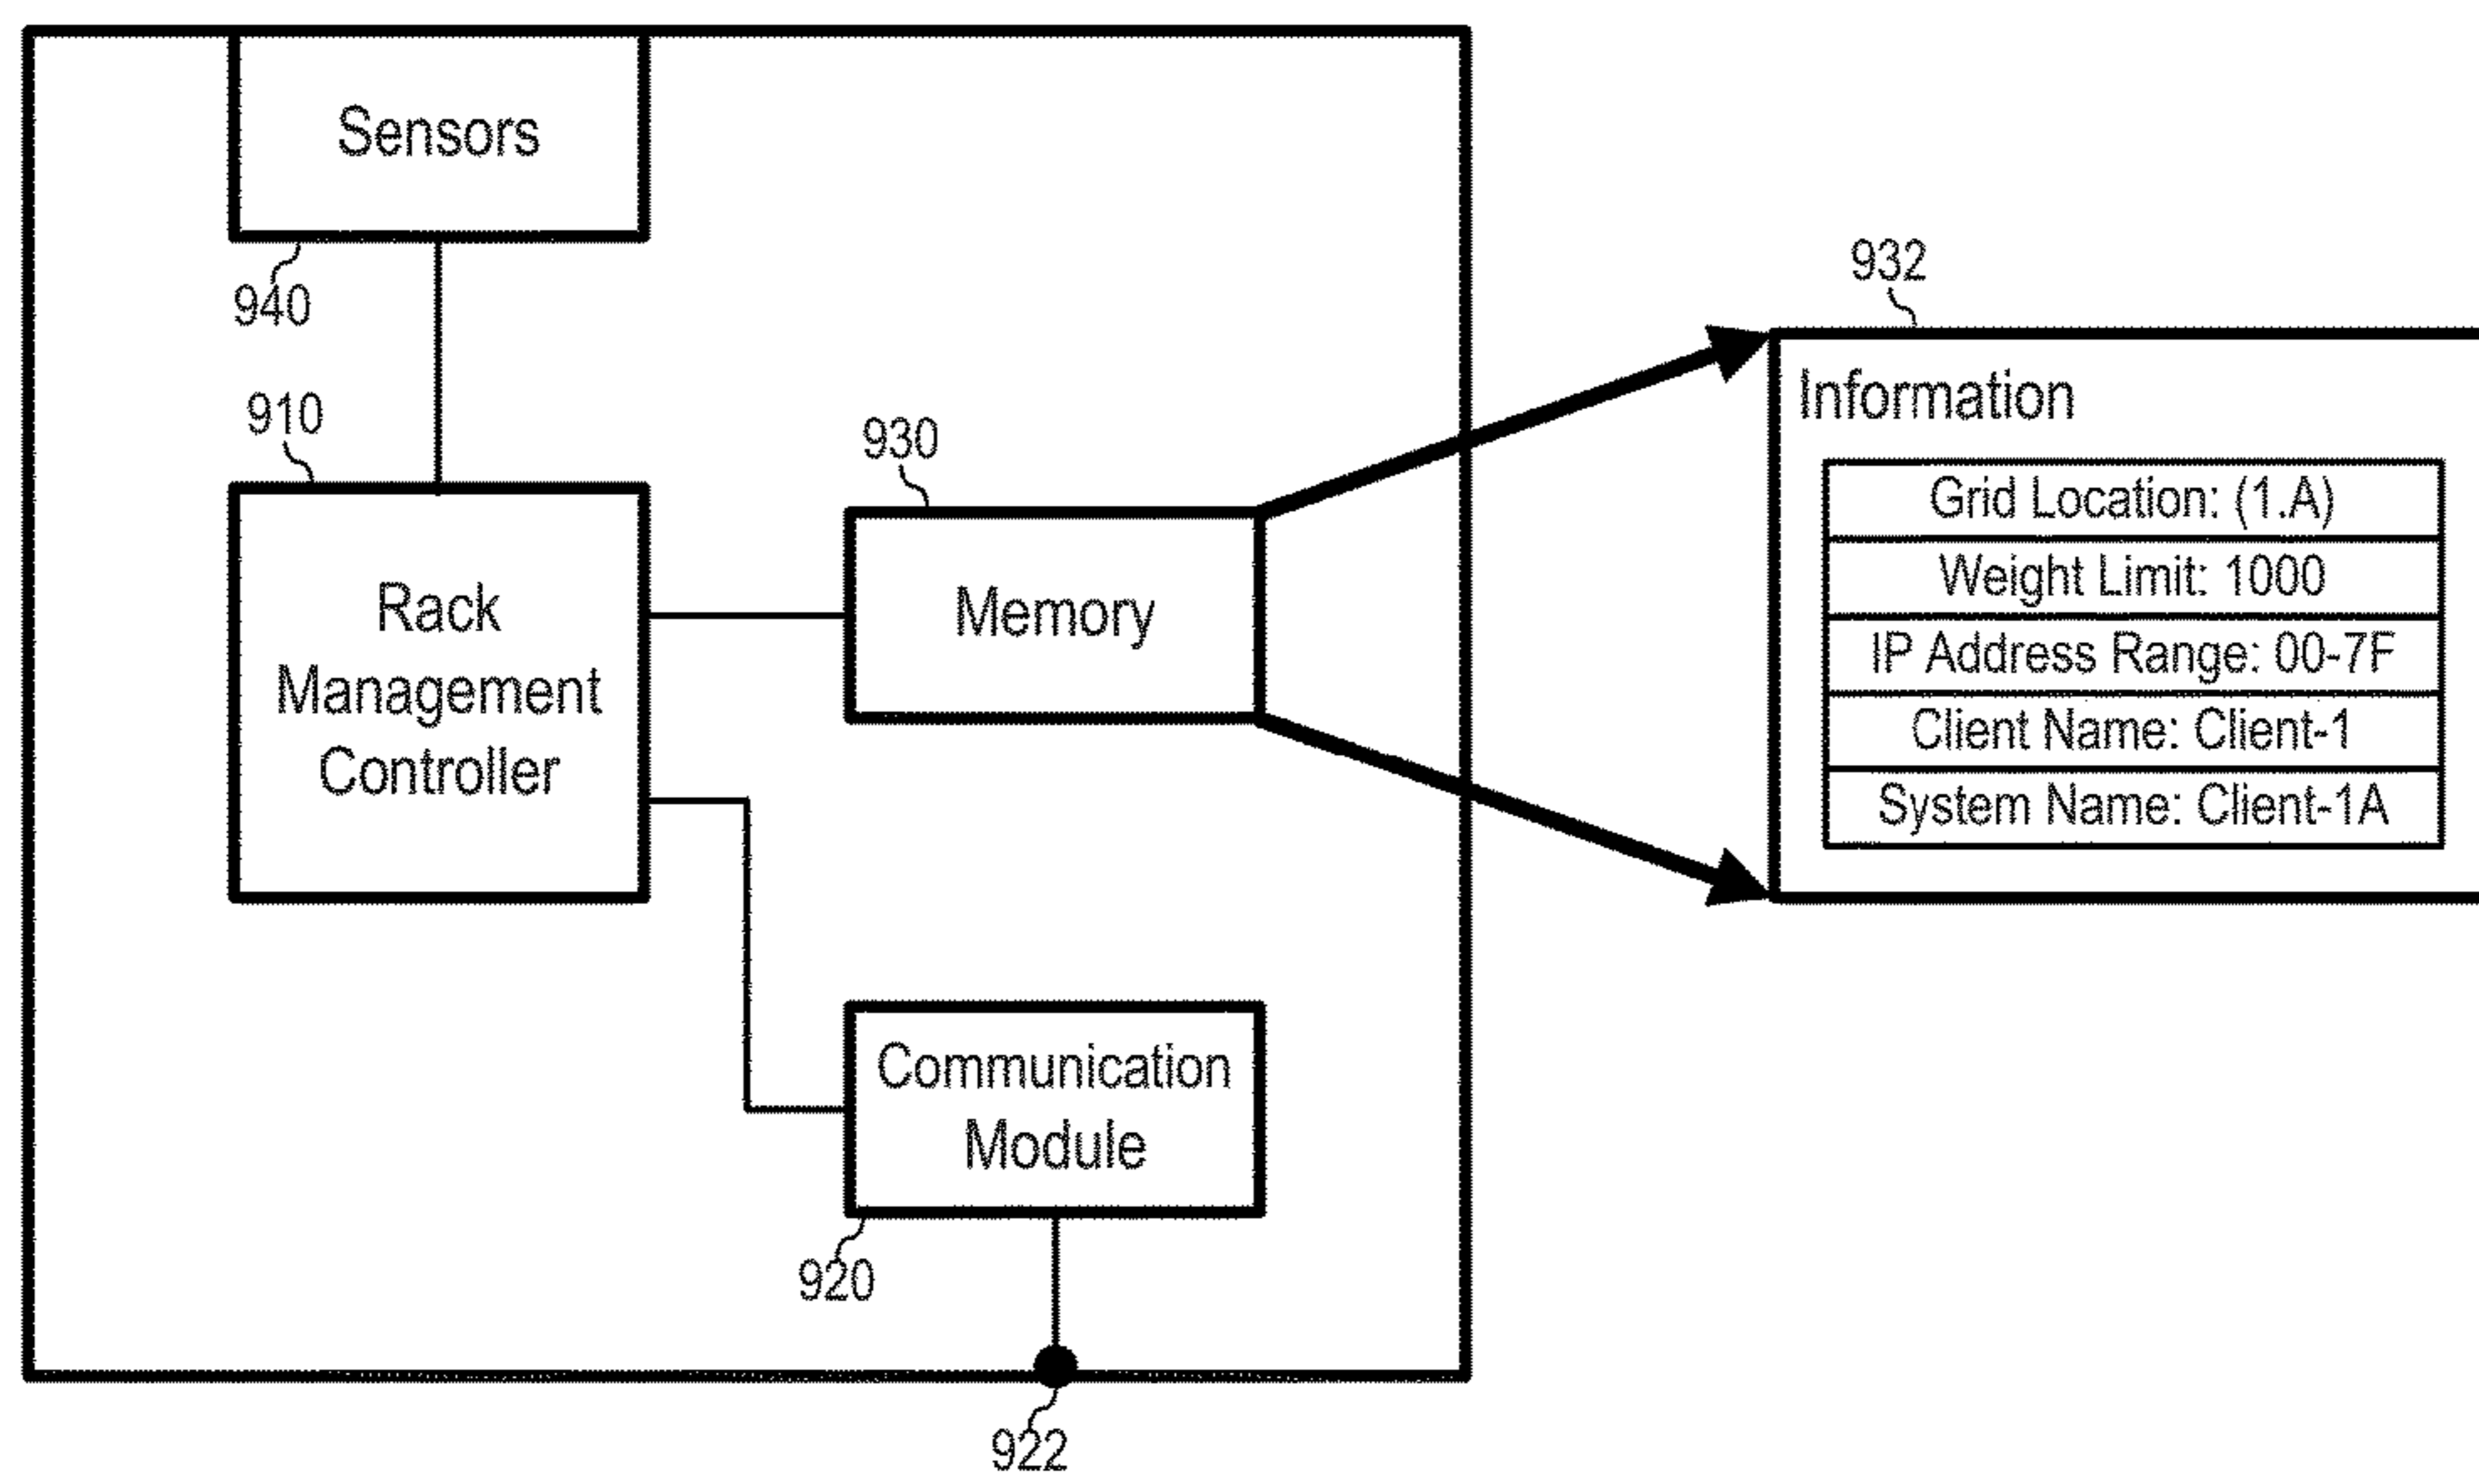 Sensors
940
932
Information
910
930
Grid Location: (1.A)
Weight Limit: 1000
Rack
Management
Controller
Memory
IP Address Range: 00-7F
Client Name: Client-1
System Name: Client-1A
Communication
Module
920
922